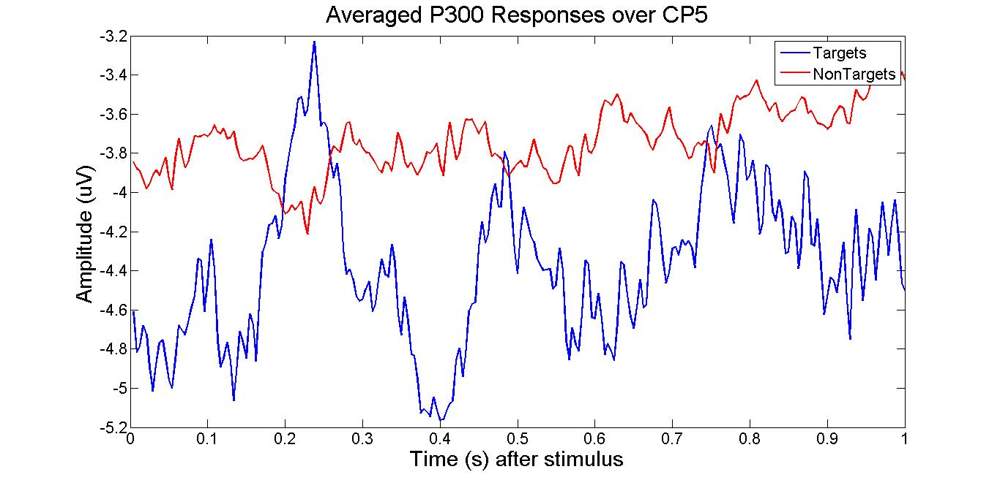 Averaged P300 Responses over CP5
Amplitude (uV)
-3.2
-3.4
-3.6
-3.8
-4
-4.2
-4.4
-4.6
-4.8
-5
-5.2
Targets
NonTargets
0 0.1 0.2 0.3 0.4 0.5 0.6 0.7 0.8 0.9 1
Time (s) after stimulus